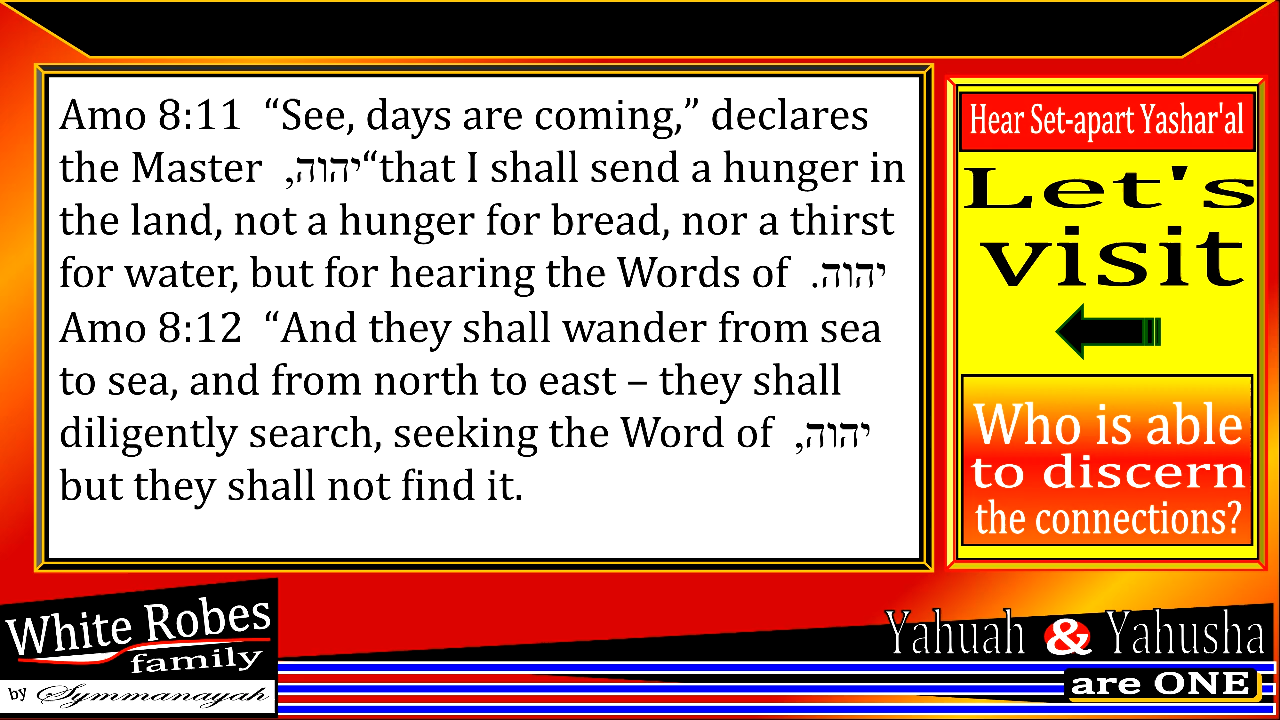 Amo 8:11 “See, days are coming,” declares
the Master יהוה, “that I shall send a hunger in
the land, not a hunger for bread, nor a thirst
for water, but for hearing the Words of יהוה.
Amo 8:12 “And they shall wander from sea
to sea, and from north to east – they shall
diligently search, seeking the Word of יהוה,
but they shall not find it.
Hear Set-apart Yashar'al
Let's
visit
Who is able
to discern
the connections?
White Robes
family
by Symmanayah
Yahuah & Yahusha
are ONE